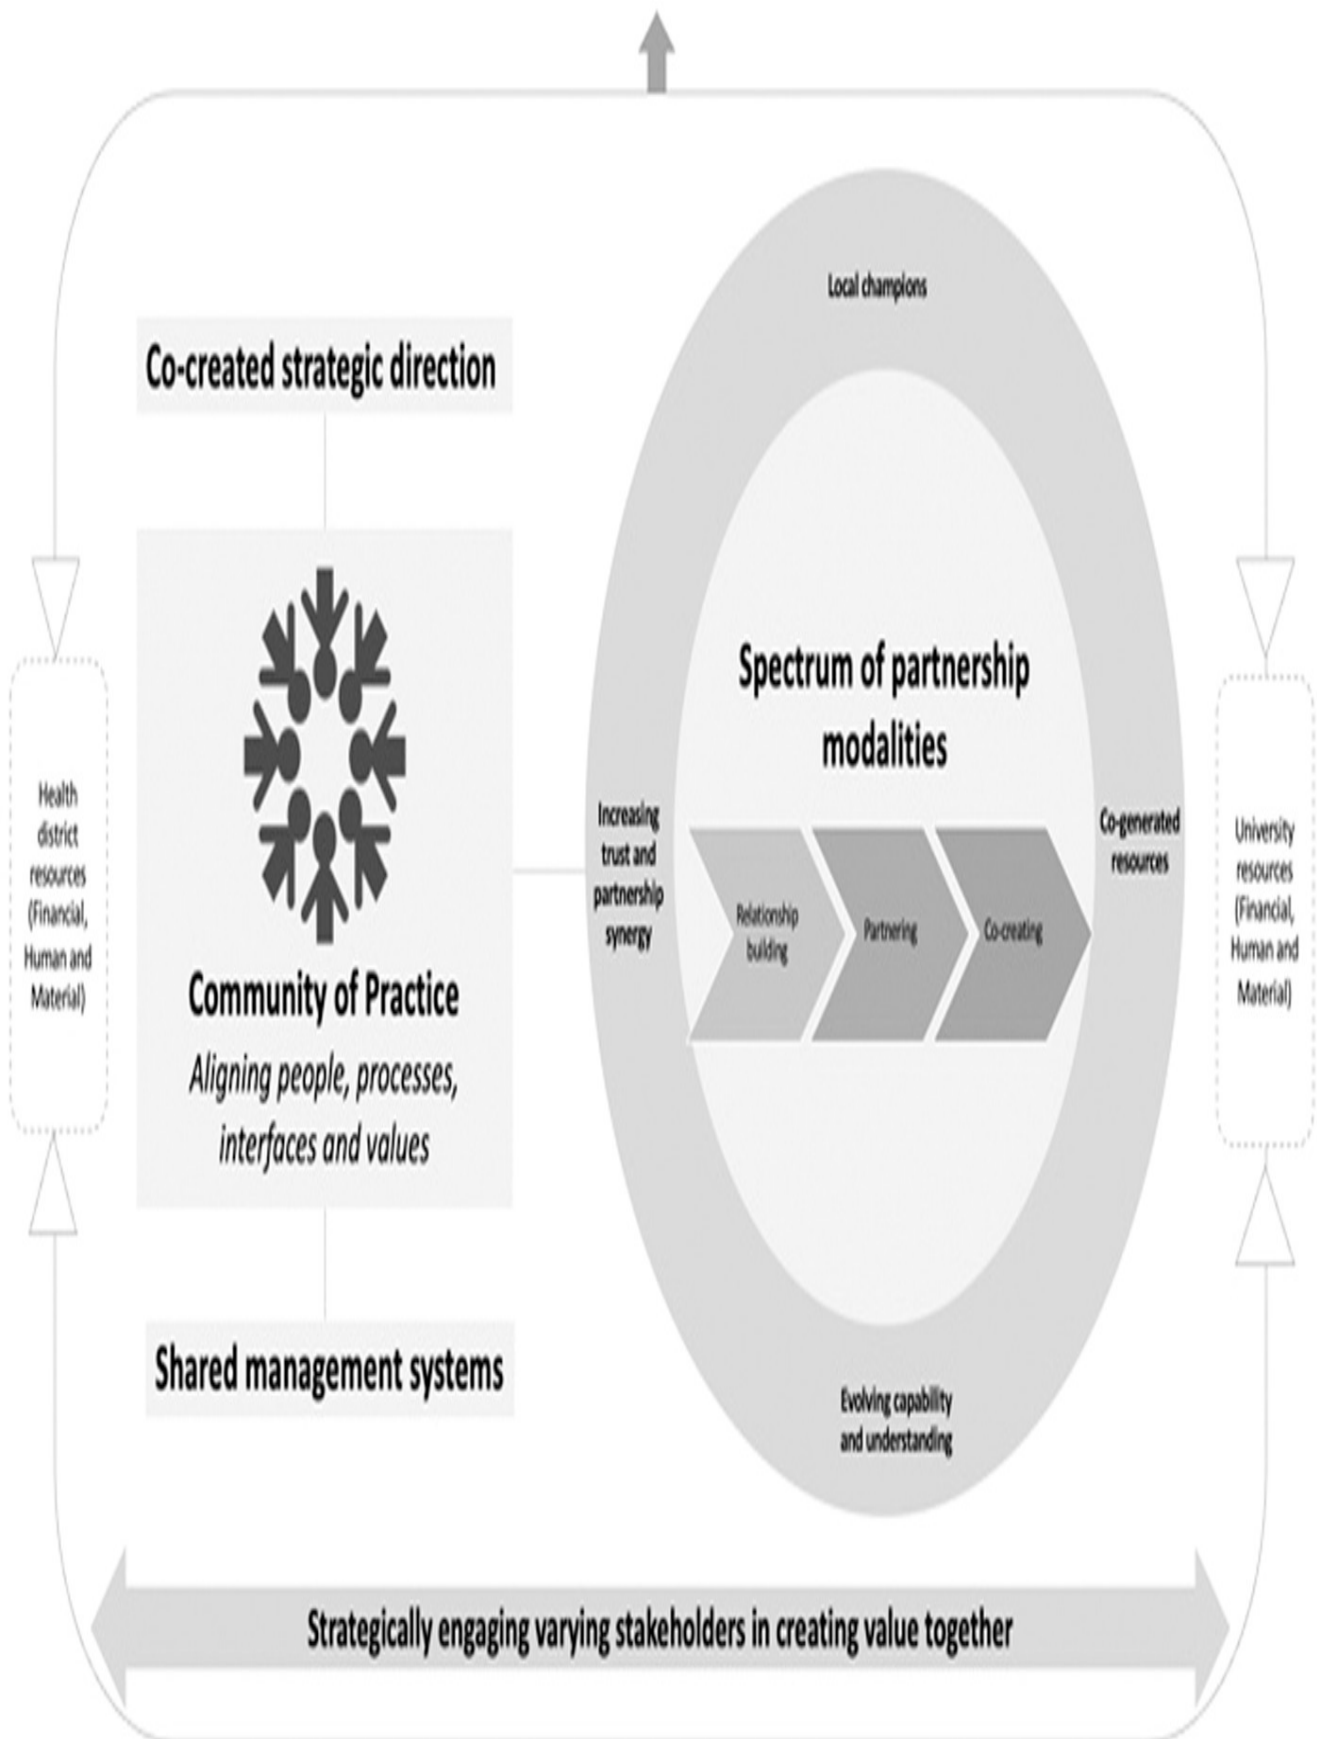 Local champions
Co-created strategic direction
Spectrum of partnership
modalities
Health
district
resources
(Financial,
Human and
Material)
Community of Practice
Aligning people, processes,
interfaces and values
Increasing
trust and
partnership
synergy
Relationship
building
Partnering
Co-creating
Co-generated
resources
University
resources
(Financial,
Human and
Material)
Shared management systems
Evolving capability
and understanding
Strategically engaging varying stakeholders in creating value together